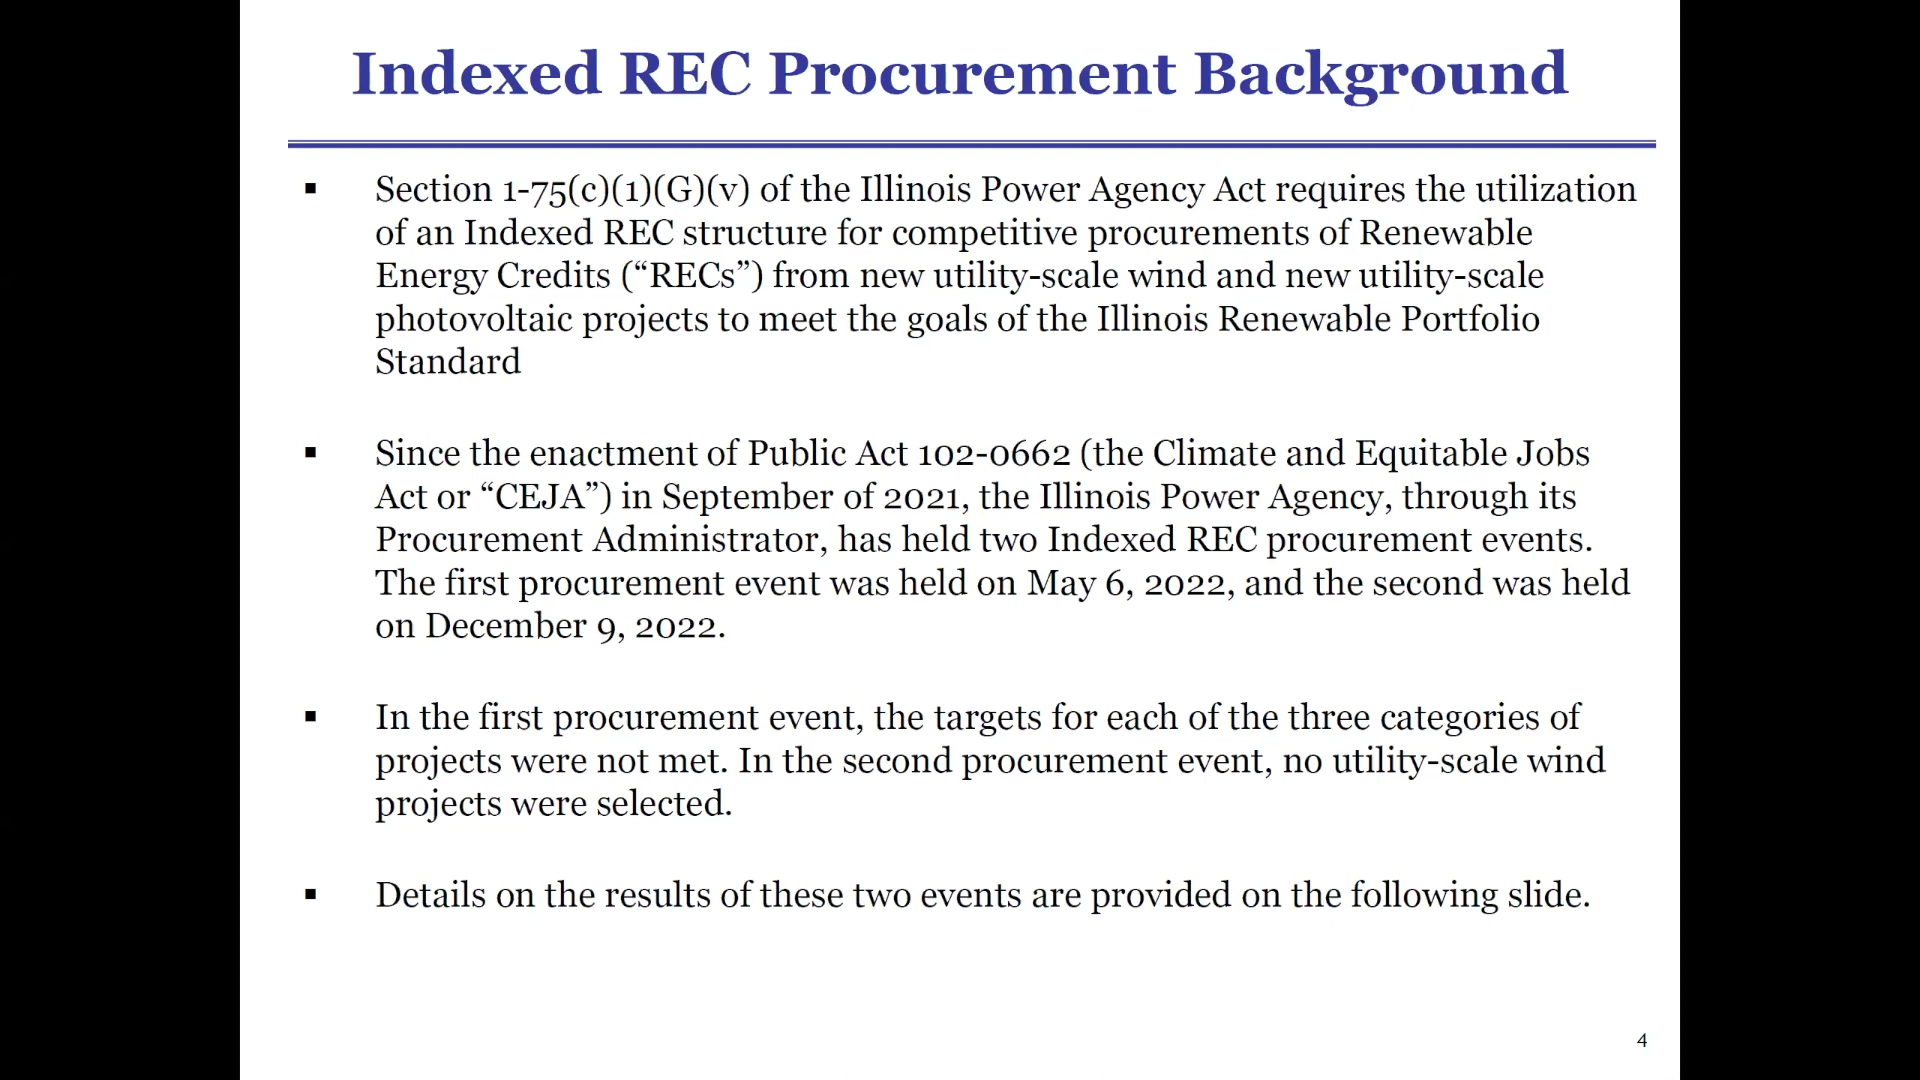 Indexed REC Procurement Background
▪ Section 1-75(c)(1)(G)(v) of the Illinois Power Agency Act requires the utilization
of an Indexed REC structure for competitive procurements of Renewable
Energy Credits (“RECs”) from new utility-scale wind and new utility-scale
photovoltaic projects to meet the goals of the Illinois Renewable Portfolio
Standard
▪ Since the enactment of Public Act 102-0662 (the Climate and Equitable Jobs
Act or “CEJA”) in September of 2021, the Illinois Power Agency, through its
Procurement Administrator, has held two Indexed REC procurement events.
The first procurement event was held on May 6, 2022, and the second was held
on December 9, 2022.
▪ In the first procurement event, the targets for each of the three categories of
projects were not met. In the second procurement event, no utility-scale wind
projects were selected.
▪ Details on the results of these two events are provided on the following slide.
4